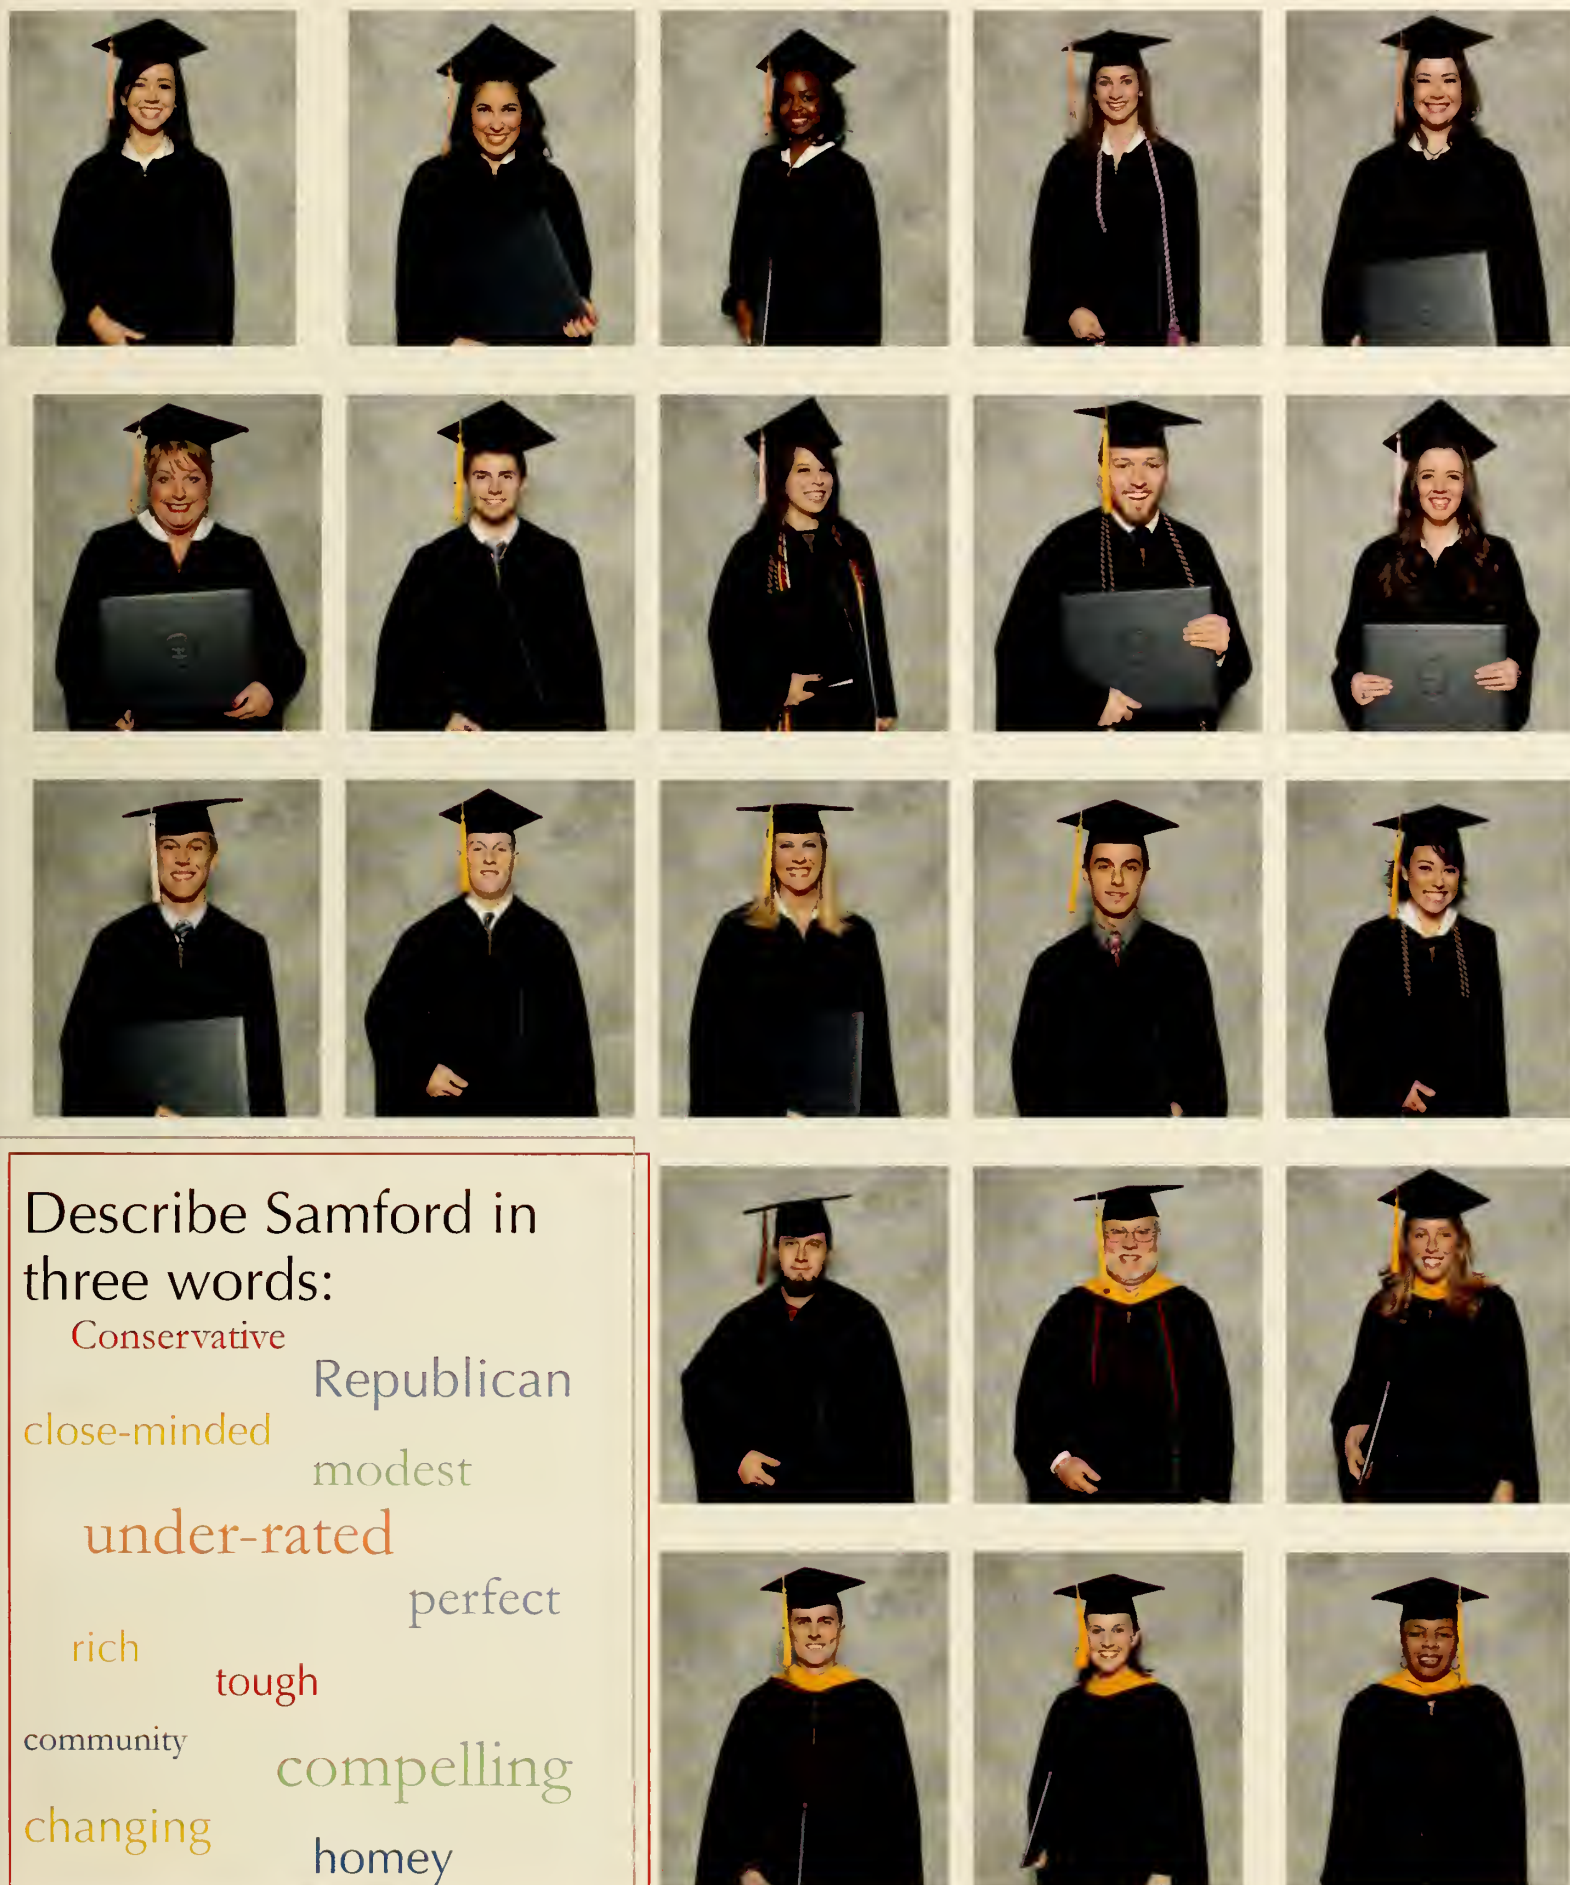 Describe Samford in
three words:
Conservative
Republican
close-minded
modest
under-rated
perfect
rich
tough
community
compelling
changing
homey